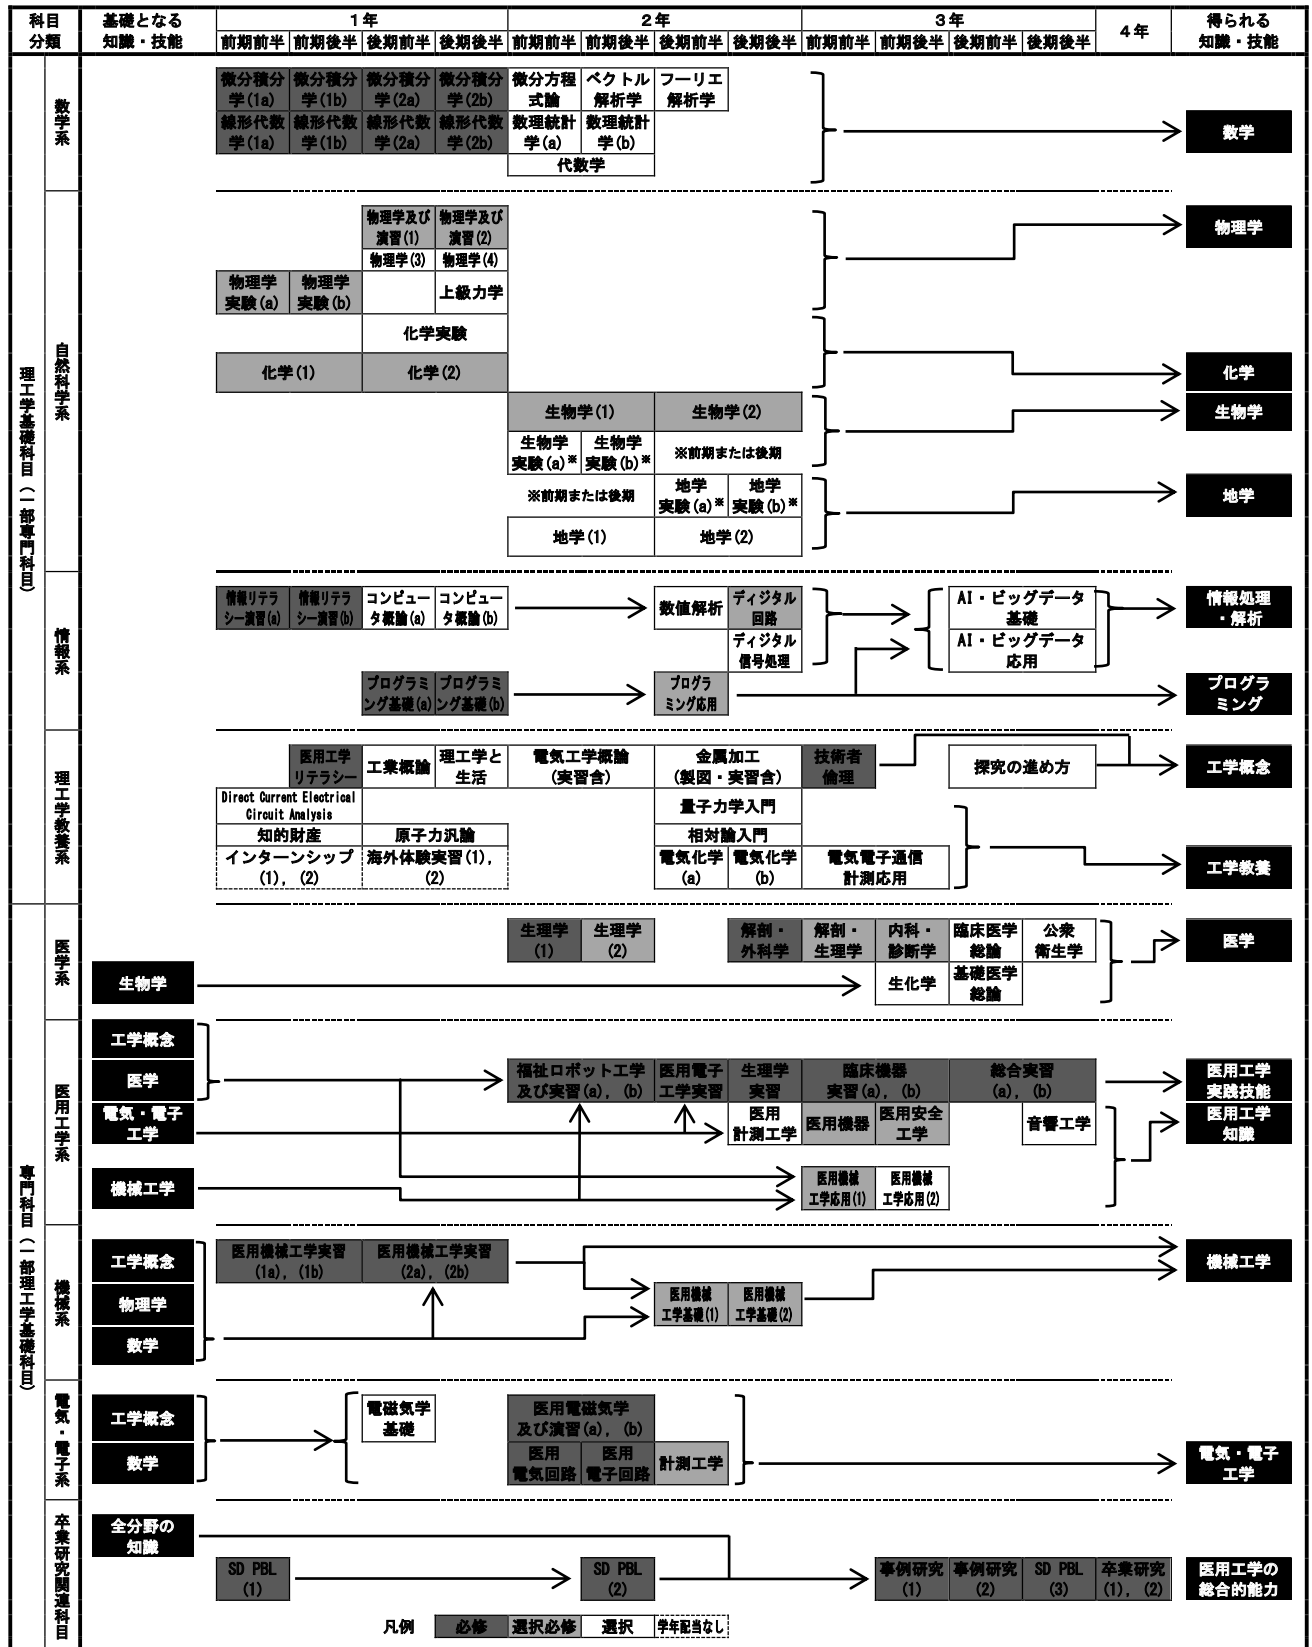 科目
分類
基礎となる
知識・技能
1年
2年
3年
4年
得られる
知識・技能
前期前半 前期後半 後期前半 後期後半 前期前半 前期後半 後期前半 後期後半 前期前半 前期後半 後期前半 後期後半
理工学基礎科目(一部専門科目)
数学系
微分積分
学(1a)
微分積分
学(1b)
微分積分
学(2a)
微分積分
学(2b)
微分方程
式論
ベクトル
解析学
フーリエ
解析学
線形代数
学(1a)
線形代数
学(1b)
線形代数
学(2a)
線形代数
学(2b)
数理統計
学(a)
数理統計
学(b)
代数学
数学
自然科学系
物理学及び
演習(1)
物理学及び
演習(2)
物理学(3)
物理学(4)
物理学
実験(a)
物理学
実験(b)
上級力学
物理学
化学実験
化学(1)
化学(2)
化学
生物学(1)
生物学(2)
生物学
実験(a)※
生物学
実験(b)※
※前期または後期
生物学
※前期または後期
地学
実験(a)※
地学
実験(b)※
地学(1)
地学(2)
地学
情報系
情報リテラ
シー演習(a)
情報リテラ
シー演習(b)
コンピュー
タ概論(a)
コンピュー
タ概論(b)
数値解析
ディジタル
回路
ディジタル
信号処理
AI・ビッグデータ
基礎
AI・ビッグデータ
応用
情報処理
・解析
プログラミ
ング基礎(a)
プログラミ
ング基礎(b)
プログラ
ミング応用
プログラ
ミング
理工学教養系
医用工学
リテラシー
工業概論
理工学と
生活
電気工学概論
(実習含)
金属加工
(製図・実習含)
技術者
倫理
探究の進め方
工学概念
Direct Current Electrical
Circuit Analysis
量子力学入門
知的財産
原子力汎論
相対論入門
インターンシップ
(1), (2)
海外体験実習(1),
(2)
電気化学
(a)
電気化学
(b)
電気電子通信
計測応用
工学教養
専門科目(一部理工学基礎科目)
医学系
生理学
(1)
生理学
(2)
解剖・
外科学
解剖・
生理学
内科・
診断学
臨床医学
総論
公衆
衛生学
医学
生物学
生化学
基礎医学
総論
医用工学系
工学概念
医学
電気・電子
工学
機械工学
福祉ロボット工学
及び実習(a), (b)
医用電子
工学実習
生理学
実習
臨床機器
実習(a), (b)
総合実習
(a), (b)
医用工学
実践技能
医用
計測工学
医用機器
医用安全
工学
音響工学
医用工学
知識
医用機械
工学応用(1)
医用機械
工学応用(2)
機械系
工学概念
物理学
数学
医用機械工学実習
(1a), (1b)
医用機械工学実習
(2a), (2b)
医用機械
工学基礎(1)
医用機械
工学基礎(2)
機械工学
電気・電子系
工学概念
数学
電磁気学
基礎
医用電磁気学
及び演習(a), (b)
医用
電気回路
医用
電子回路
計測工学
電気・電子
工学
卒業研究関連科目
全分野の
知識
SD PBL
(1)
SD PBL
(2)
事例研究
(1)
事例研究
(2)
SD PBL
(3)
卒業研究
(1), (2)
医用工学の
総合的能力
凡例
必修
選択必修
選択
学年配当なし